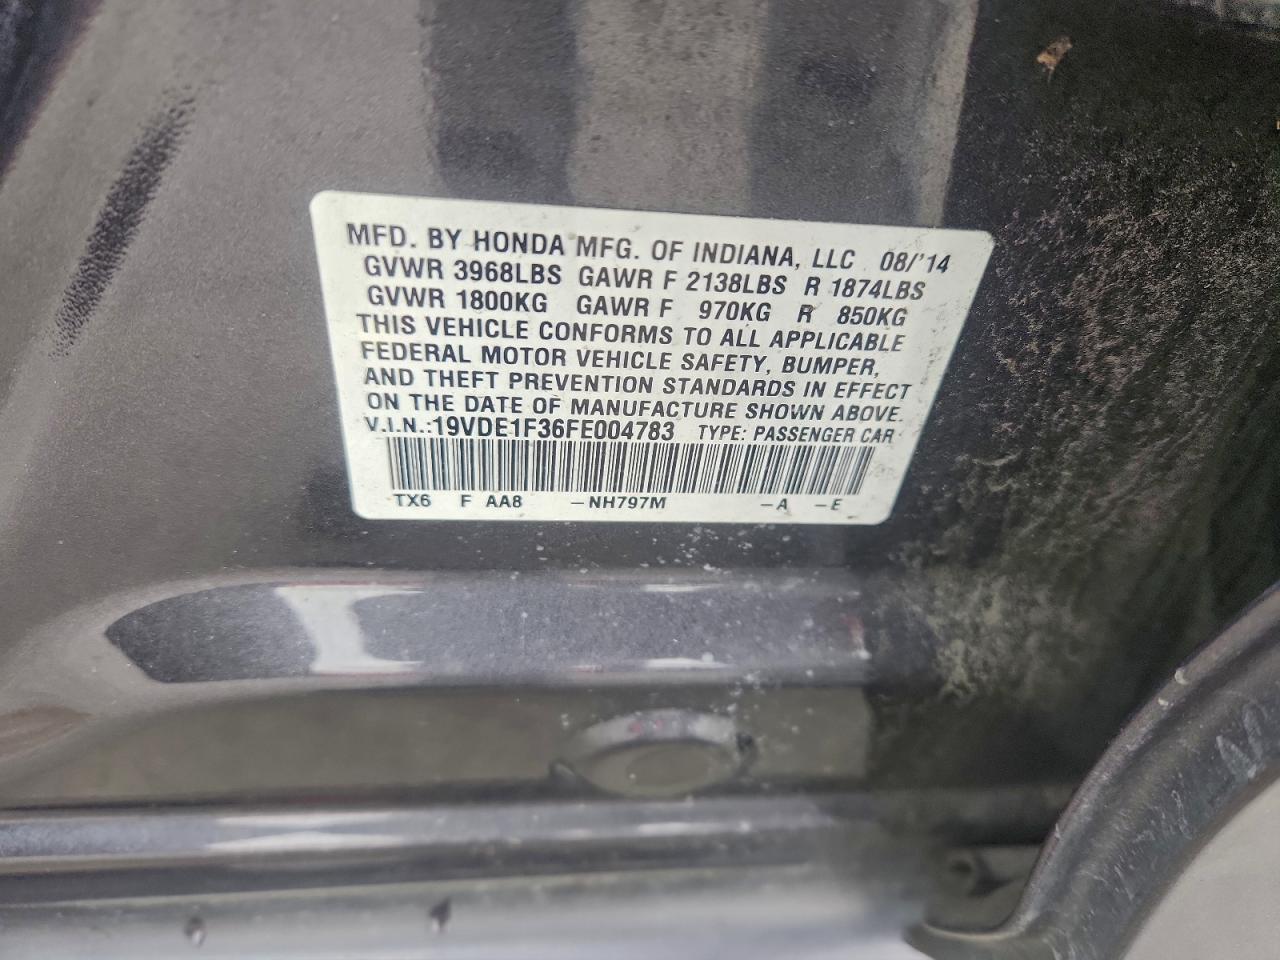 MFD. BY HONDA MFG. OF INDIANA, LLC 08/'14
GVWR 3968LBS GAWR F 2138LBS R 1874LBS
GVWR 1800KG GAWR F 970KG R 850KG
THIS VEHICLE CONFORMS TO ALL APPLICABLE
FEDERAL MOTOR VEHICLE SAFETY, BUMPER,
AND THEFT PREVENTION STANDARDS IN EFFECT
ON THE DATE OF MANUFACTURE SHOWN ABOVE.
V.I.N.:19VDE1F36FE004783 TYPE: PASSENGER CAR
TX6 F AA8 -NH797M -A -E